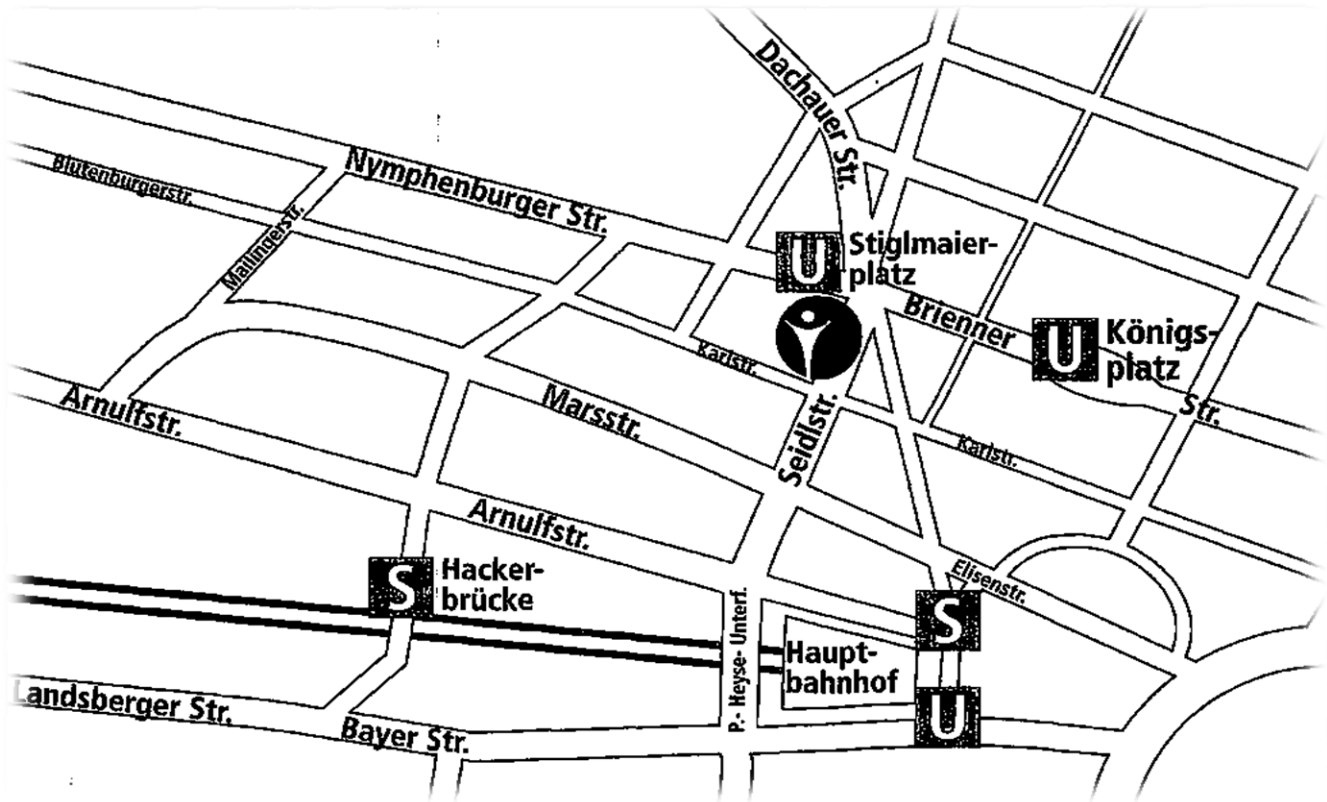 Dachauer Str.
Nymphenburger Str.
Blutenburgerstr.
Maillingerstr.
U
Stiglmaier-
platz
Brienner
Str.
U
Königs-
platz
Karlstr.
Arnulfstr.
Marsstr.
Seidlstr.
Karlstr.
Arnulfstr.
S
Hacker-
brücke
Elisenstr.
S
P.- Heyse- Unterf.
Haupt-
bahnhof
U
Landsberger Str.
Bayer Str.